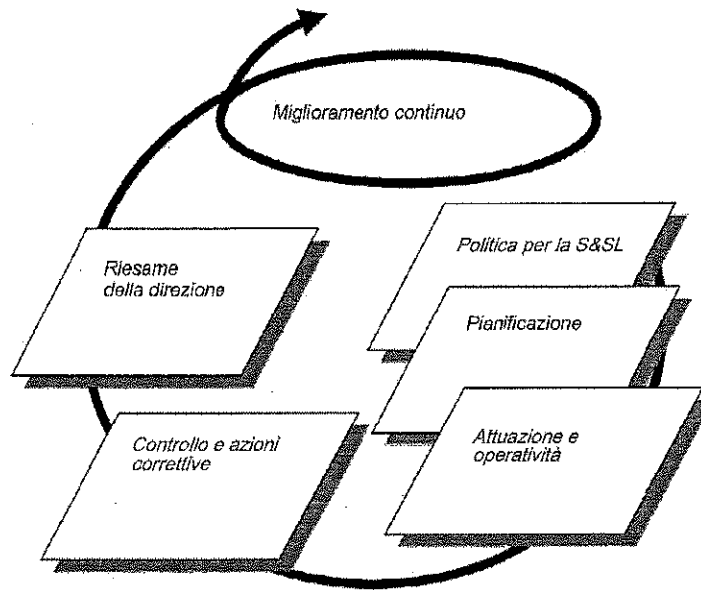 Miglioramento continuo
Politica per la S&SL
Pianificazione
Attuazione e
operatività
Controllo e azioni
correttive
Riesame
della direzione